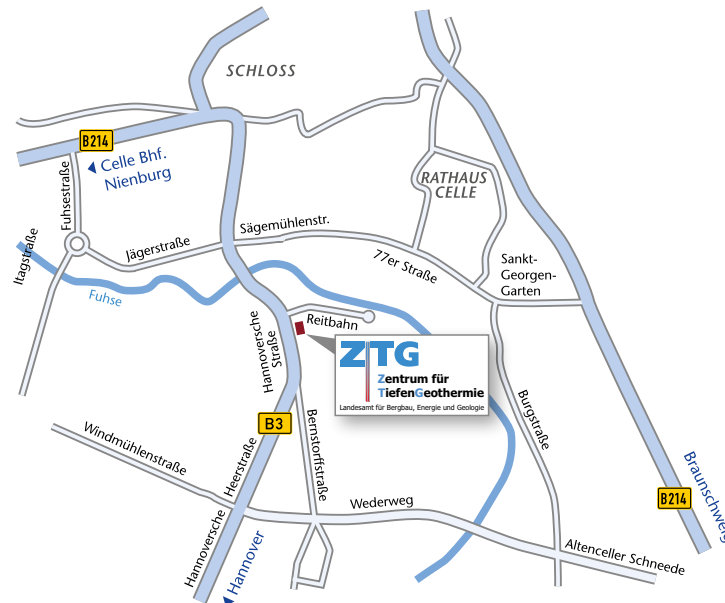 SCHLOSS
B214
Celle Bhf.
Nienburg
RATHAUS
CELLE
Fuhsestraße
Jägerstraße
Sägemühlenstr.
77er Straße
Sankt-
Georgen-
Garten
Itagstraße
Fuhse
Hannoversche
Straße
Reitbahn
ZTG
Zentrum für
TiefenGeothermie
Landesamt für Bergbau, Energie und Geologie
B3
Burgstraße
Bernstorffstraße
Windmühlenstraße
Hannoversche Heerstraße
Wederweg
B214
Braunschweig
Altenceller Schneede
Hannover